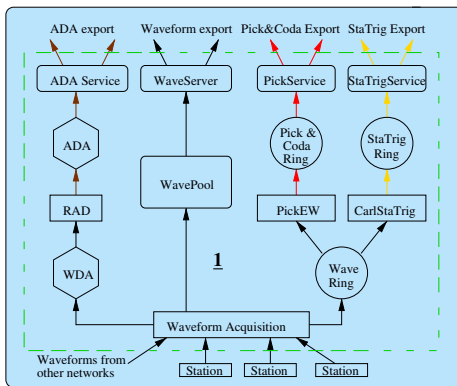 ADA export
Waveform export
Pick&Coda Export
StaTrig Export
ADA Service
WaveServer
PickService
StaTrigService
ADA
Pick &
Coda
Ring
StaTrig
Ring
WavePool
RAD
PickEW
CarlStaTrig
1
WDA
Wave
Ring
Waveform Acquisition
Waveforms from
other networks
Station
Station
Station